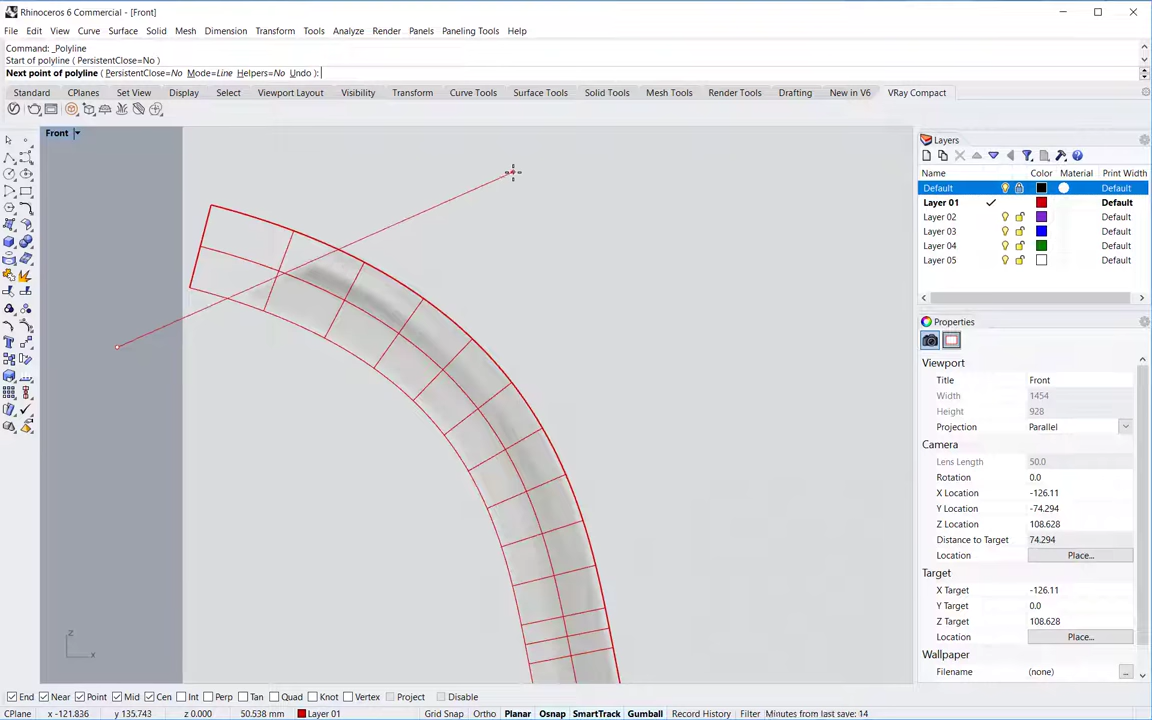 Rhinoceros 6 Commercial - [Front]
File Edit View Curve Surface Solid Mesh Dimension Transform Tools Analyze Render Panels Paneling Tools Help
Command: _Polyline
Start of polyline ( PersistentClose=No )
Next point of polyline ( PersistentClose=No Mode=Line Helpers=No Undo ):
Standard CPlanes Set View Display Select Viewport Layout Visibility Transform Curve Tools Surface Tools Solid Tools Mesh Tools Render Tools Drafting New in V6 VRay Compact
Front
Layers
Name Color Material Print Width
Default Default
Layer 01 Default
Layer 02 Default
Layer 03 Default
Layer 04 Default
Layer 05 Default
Properties
Viewport
Title Front
Width 1454
Height 928
Projection Parallel
Camera
Lens Length 50.0
Rotation 0.0
X Location -126.11
Y Location -74.294
Z Location 108.628
Distance to Target 74.294
Location Place...
Target
X Target -126.11
Y Target 0.0
Z Target 108.628
Location Place...
Wallpaper
Filename (none) ...
z
x
End Near Point Mid Cen Int Perp Tan Quad Knot Vertex Project Disable
CPlane x -121.836 y 135.743 z 0.000 50.538 mm Layer 01 Grid Snap Ortho Planar Osnap SmartTrack Gumball Record History Filter Minutes from last save: 14